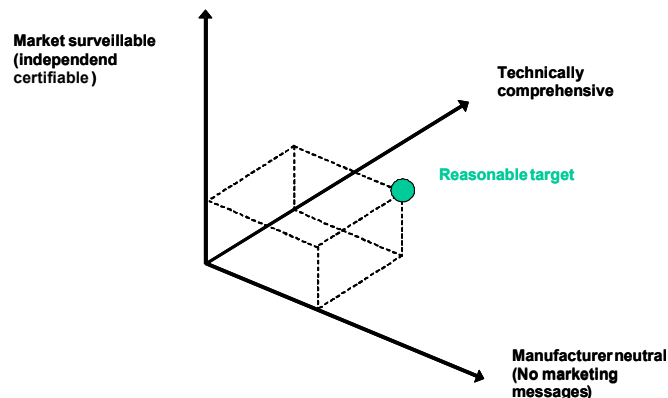 Market surveillable
(independend
certifiable )
Technically
comprehensive
Reasonable target
Manufacturer neutral
(No marketing
messages)